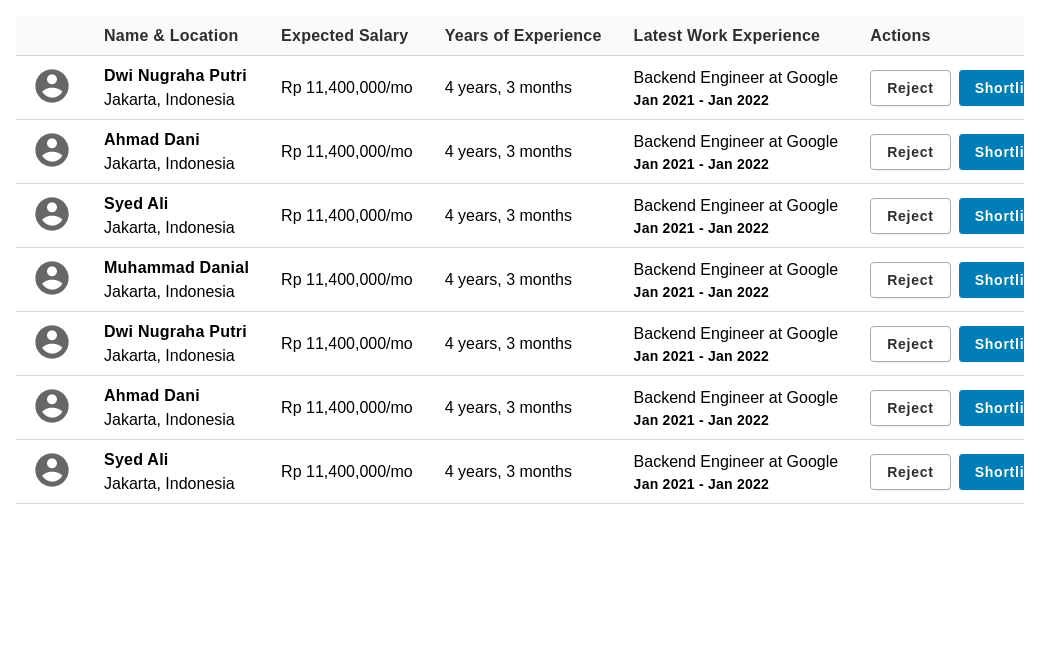 Name & Location Expected Salary Years of Experience Latest Work Experience Actions
Dwi Nugraha Putri
Jakarta, Indonesia
Rp 11,400,000/mo
4 years, 3 months
Backend Engineer at Google
Jan 2021 - Jan 2022
Reject
Shortli
Ahmad Dani
Jakarta, Indonesia
Rp 11,400,000/mo
4 years, 3 months
Backend Engineer at Google
Jan 2021 - Jan 2022
Reject
Shortli
Syed Ali
Jakarta, Indonesia
Rp 11,400,000/mo
4 years, 3 months
Backend Engineer at Google
Jan 2021 - Jan 2022
Reject
Shortli
Muhammad Danial
Jakarta, Indonesia
Rp 11,400,000/mo
4 years, 3 months
Backend Engineer at Google
Jan 2021 - Jan 2022
Reject
Shortli
Dwi Nugraha Putri
Jakarta, Indonesia
Rp 11,400,000/mo
4 years, 3 months
Backend Engineer at Google
Jan 2021 - Jan 2022
Reject
Shortli
Ahmad Dani
Jakarta, Indonesia
Rp 11,400,000/mo
4 years, 3 months
Backend Engineer at Google
Jan 2021 - Jan 2022
Reject
Shortli
Syed Ali
Jakarta, Indonesia
Rp 11,400,000/mo
4 years, 3 months
Backend Engineer at Google
Jan 2021 - Jan 2022
Reject
Shortli